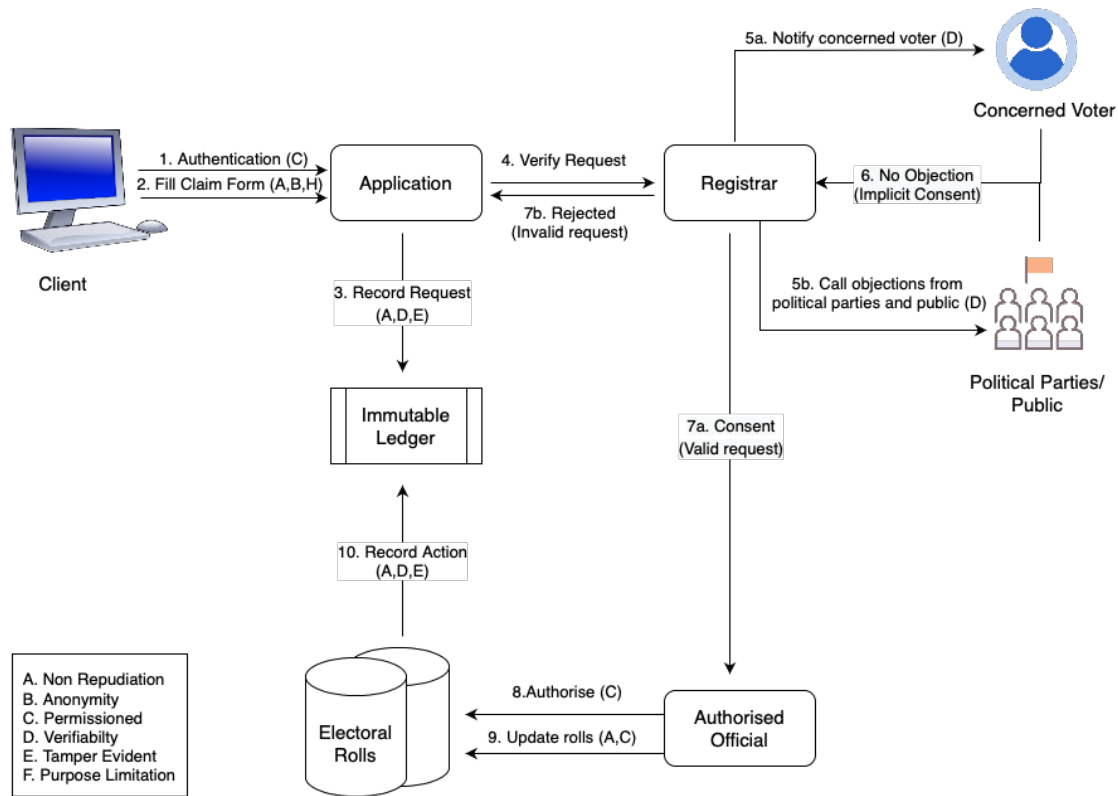 5a. Notify concerned voter (D)
Concerned Voter
1. Authentication (C)
2. Fill Claim Form (A,B,H)
Client
Application
4. Verify Request
7b. Rejected
(Invalid request)
Registrar
6. No Objection
(Implicit Consent)
3. Record Request
(A,D,E)
5b. Call objections from
political parties and public (D)
Political Parties/
Public
Immutable
Ledger
7a. Consent
(Valid request)
10. Record Action
(A,D,E)
Electoral
Rolls
8.Authorise (C)
9. Update rolls (A,C)
Authorised
Official
A. Non Repudiation
B. Anonymity
C. Permissioned
D. Verifiabilty
E. Tamper Evident
F. Purpose Limitation